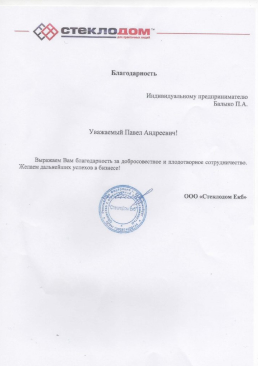 СТЕКЛОДОМ
Благодарность
Индивидуальному предпринимателю
Балыко П.А.
Уважаемый Павел Андреевич!
Выражаем Вам благодарность за добросовестное и плодотворное сотрудничество.
Желаем дальнейших успехов в бизнесе!
ООО «Стеклодом Екб»